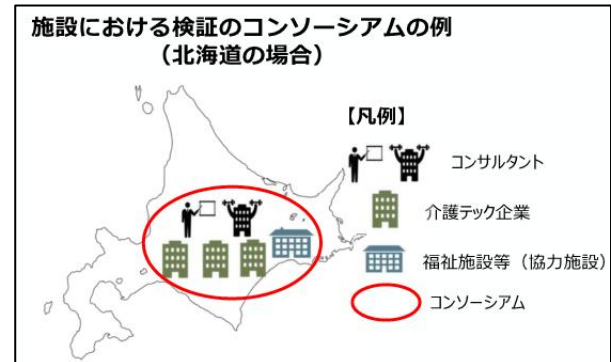 施設における検証のコンソーシアムの例
（北海道の場合）
【凡例】
コンサルタント
介護テック企業
福祉施設等（協力施設）
コンソーシアム